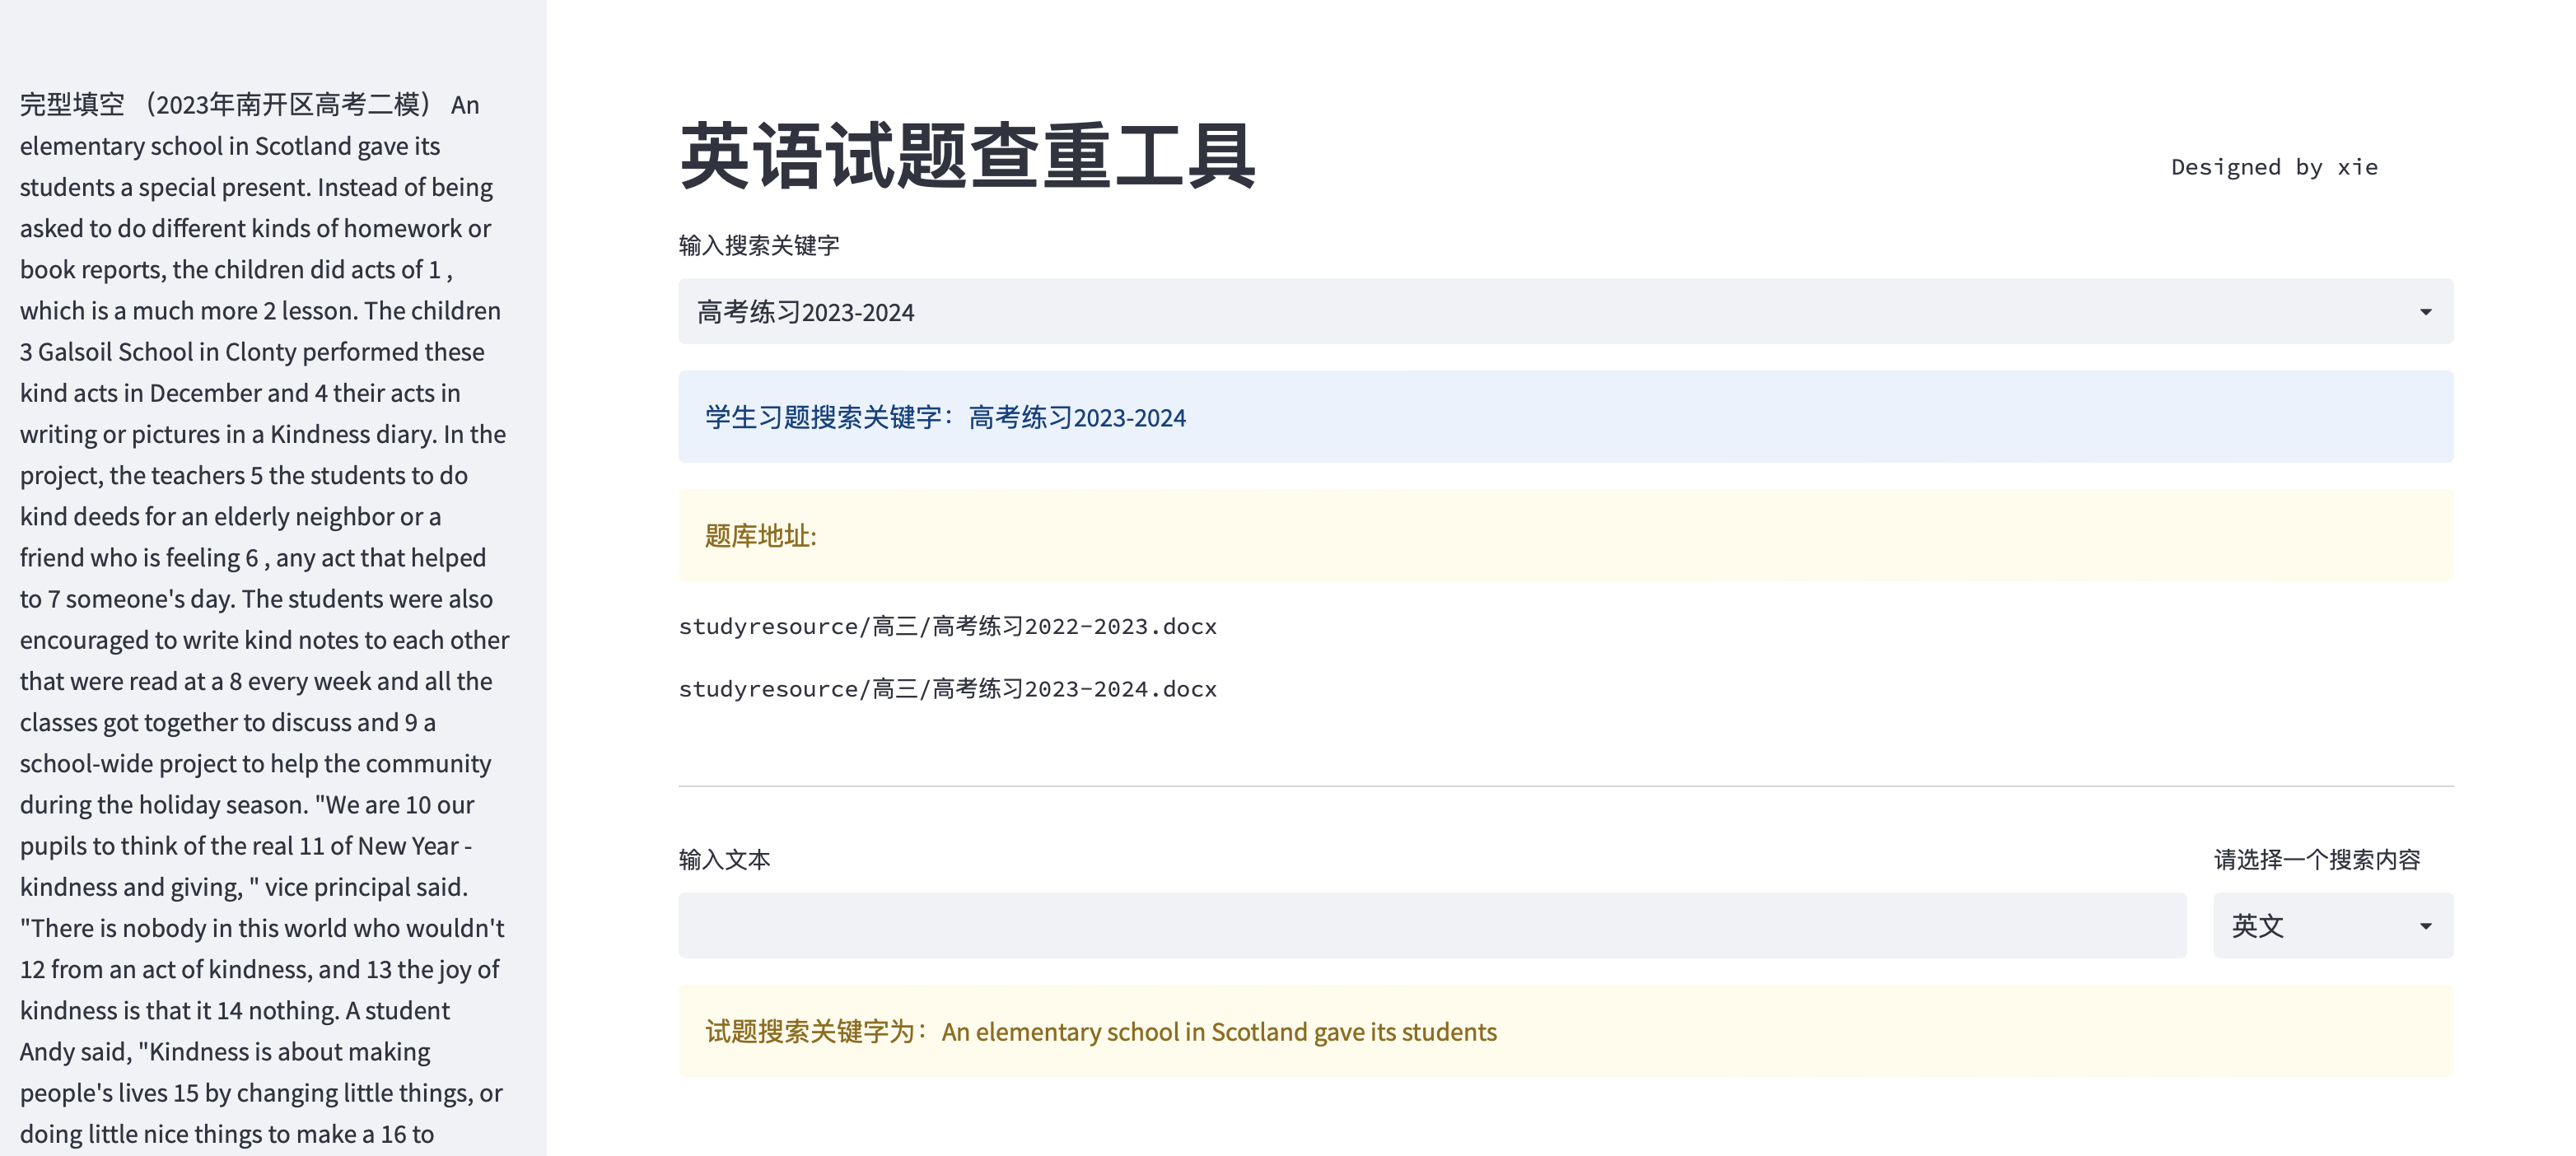 完型填空 （2023年南开区高考二模） An
elementary school in Scotland gave its
students a special present. Instead of being
asked to do different kinds of homework or
book reports, the children did acts of 1 ,
which is a much more 2 lesson. The children
3 Galsoil School in Clonty performed these
kind acts in December and 4 their acts in
writing or pictures in a Kindness diary. In the
project, the teachers 5 the students to do
kind deeds for an elderly neighbor or a
friend who is feeling 6 , any act that helped
to 7 someone's day. The students were also
encouraged to write kind notes to each other
that were read at a 8 every week and all the
classes got together to discuss and 9 a
school-wide project to help the community
during the holiday season. "We are 10 our
pupils to think of the real 11 of New Year -
kindness and giving, " vice principal said.
"There is nobody in this world who wouldn't
12 from an act of kindness, and 13 the joy of
kindness is that it 14 nothing. A student
Andy said, "Kindness is about making
people's lives 15 by changing little things, or
doing little nice things to make a 16 to
英语试题查重工具
Designed by xie
输入搜索关键字
高考练习2023-2024
学生习题搜索关键字：高考练习2023-2024
题库地址:
studyresource/高三/高考练习2022-2023.docx
studyresource/高三/高考练习2023-2024.docx
输入文本
请选择一个搜索内容
英文
试题搜索关键字为：An elementary school in Scotland gave its students